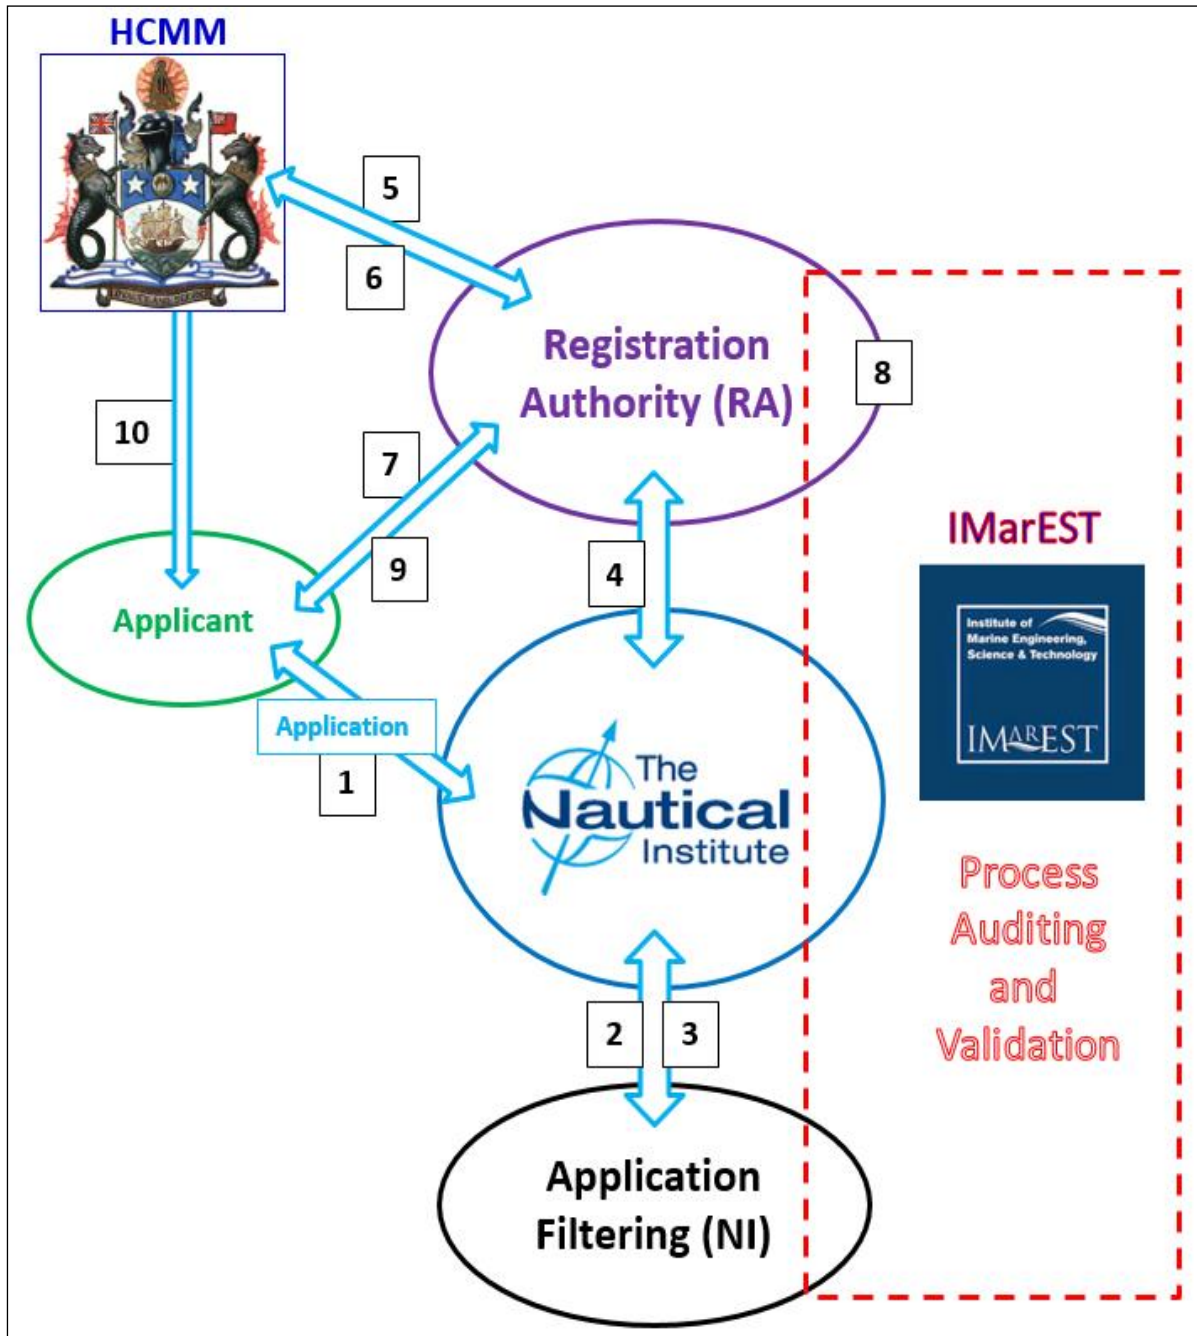 HCMM
5
6
Registration
Authority (RA)
8
10
7
9
4
IMarEST
Institute of
Marine Engineering,
Science & Technology
IMAREST
Applicant
Application
1
The
Nautical
Institute
Process
Auditing
and
Validation
2
3
Application
Filtering (NI)